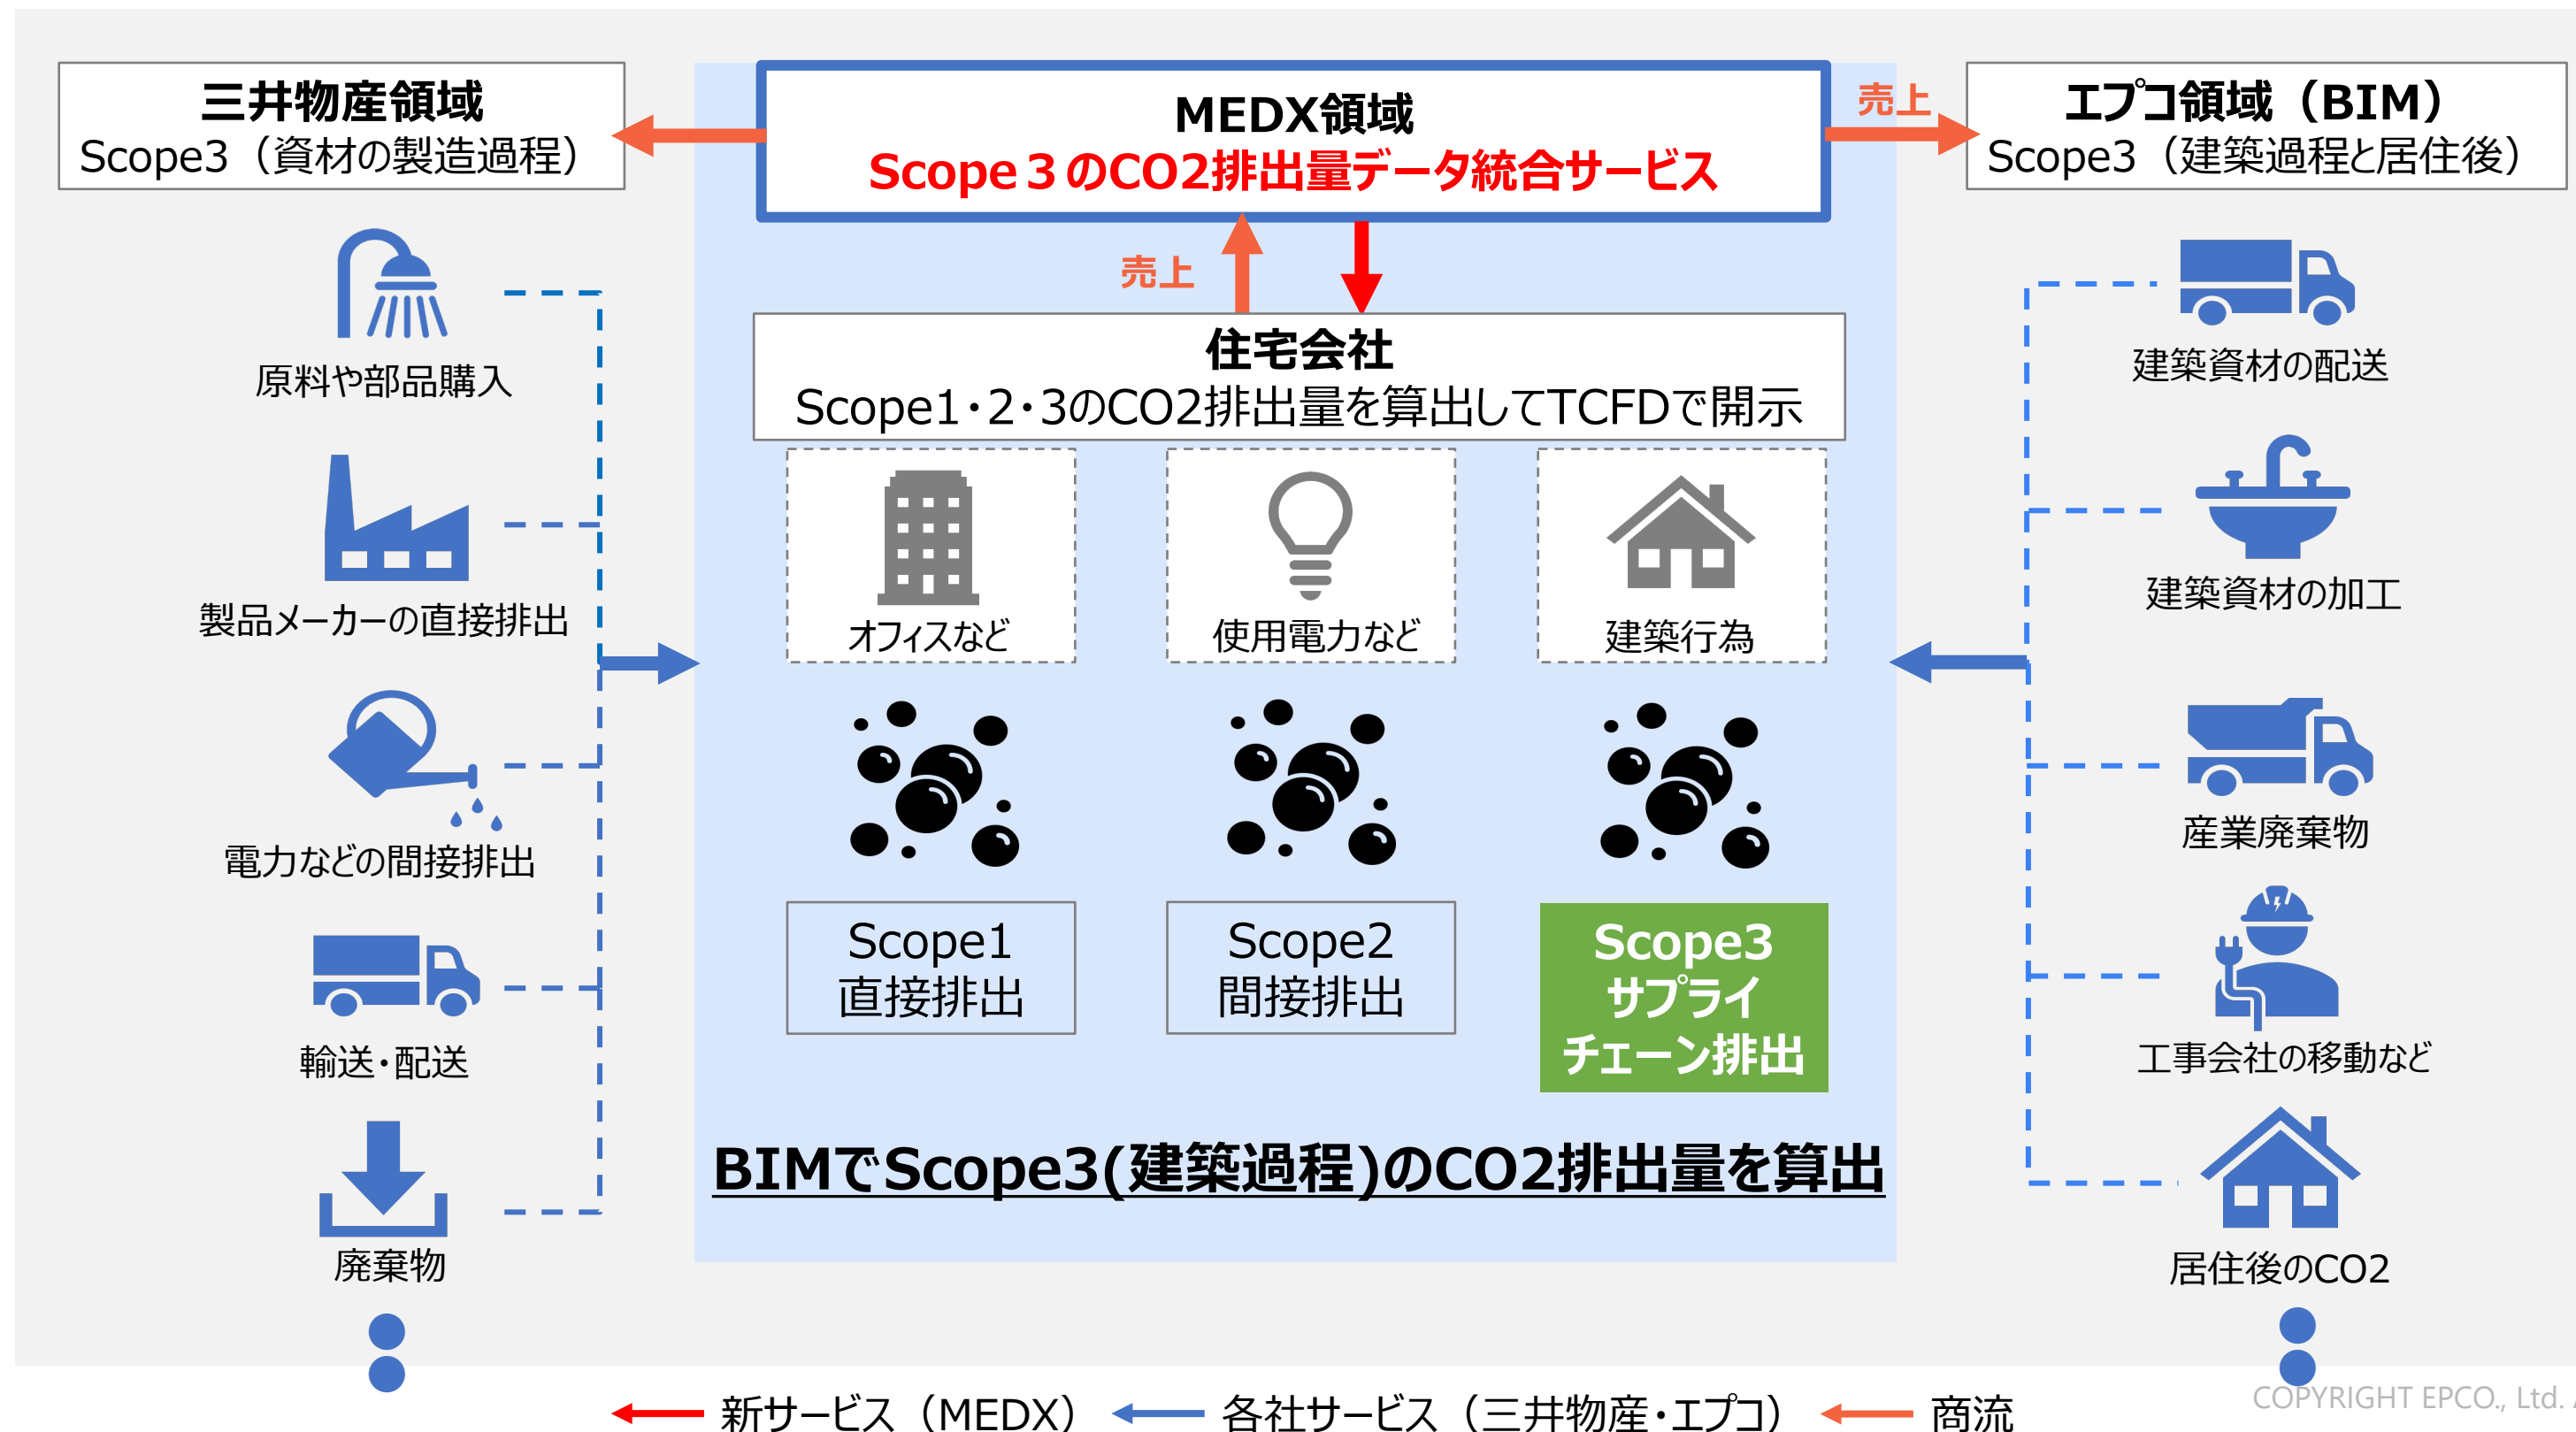 三井物産領域
Scope3（資材の製造過程）
MEDX領域
Scope３のCO2排出量データ統合サービス
売上
エプコ領域（BIM）
Scope3（建築過程と居住後）
売上
住宅会社
Scope1・2・3のCO2排出量を算出してTCFDで開示
原料や部品購入
製品メーカーの直接排出
電力などの間接排出
輸送・配送
廃棄物
オフィスなど
使用電力など
建築行為
Scope1
直接排出
Scope2
間接排出
Scope3
サプライ
チェーン排出
BIMでScope3(建築過程)のCO2排出量を算出
建築資材の配送
建築資材の加工
産業廃棄物
工事会社の移動など
居住後のCO2
新サービス（MEDX）
各社サービス（三井物産・エプコ）
商流
COPYRIGHT EPCO., Ltd.